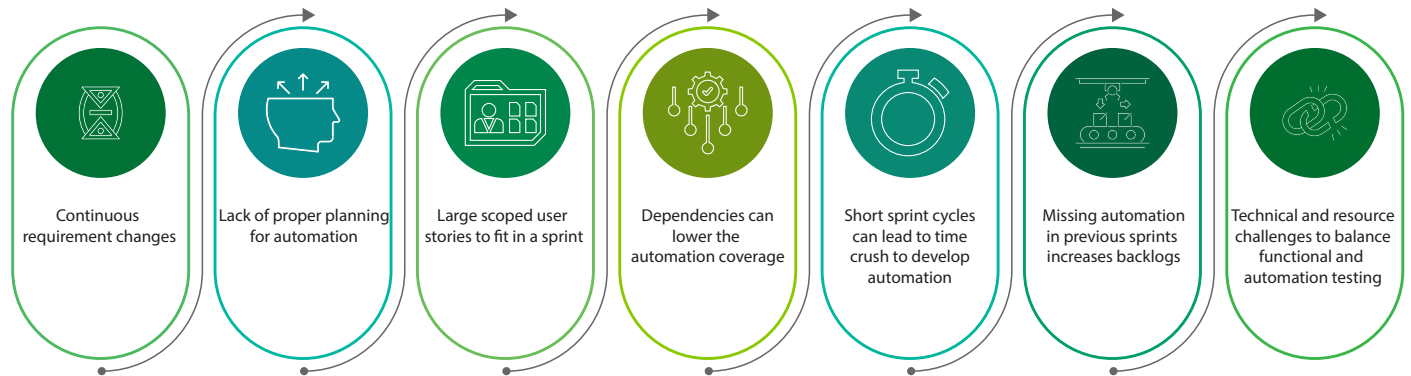 Continuous
requirement changes
Lack of proper planning
for automation
Large scoped user
stories to fit in a sprint
Dependencies can
lower the
automation coverage
Short sprint cycles
can lead to time
crush to develop
automation
Missing automation
in previous sprints
increases backlogs
Technical and resource
challenges to balance
functional and
automation testing